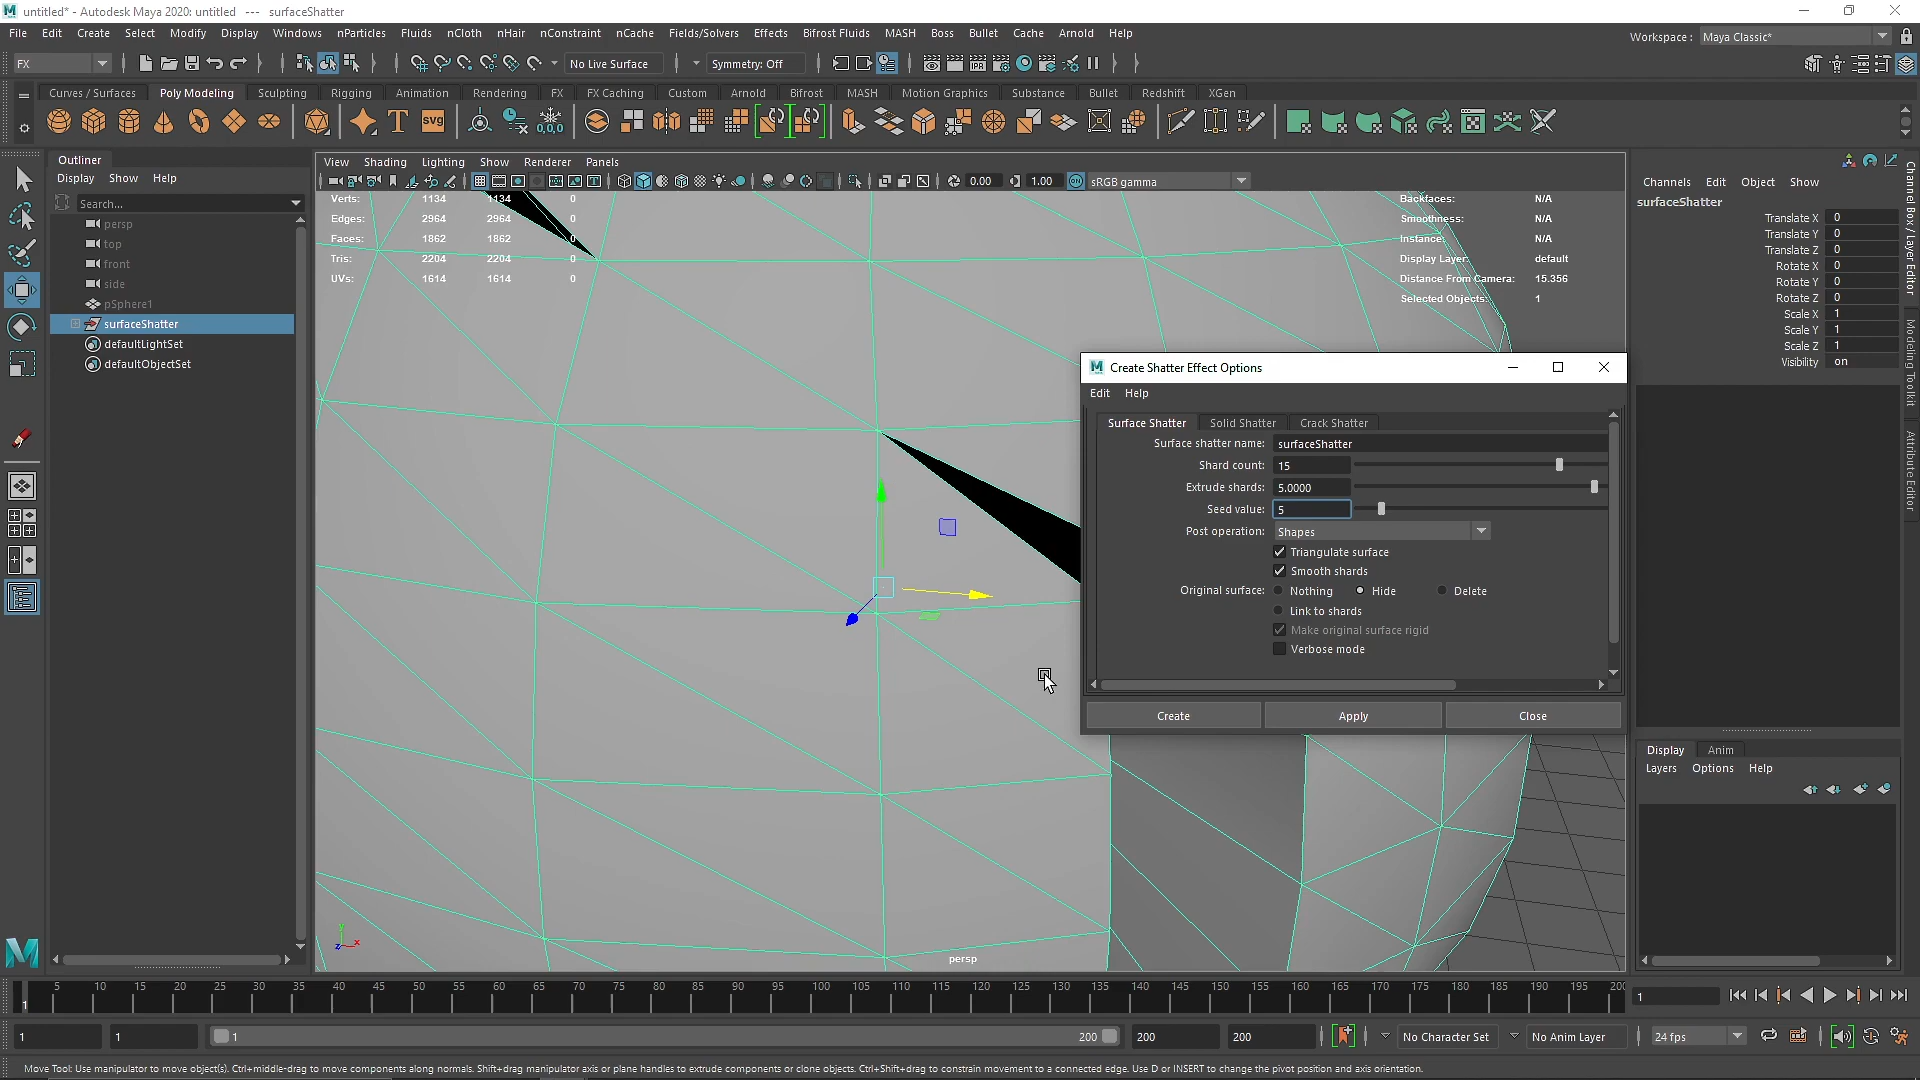 untitled* - Autodesk Maya 2020: untitled --- surfaceShatter
File Edit Create Select Modify Display Windows nParticles Fluids nCloth nHair nConstraint nCache Fields/Solvers Effects Bifrost Fluids MASH Boss Bullet Cache Arnold Help
Workspace : Maya Classic*
FX No Live Surface Symmetry: Off
Curves / Surfaces Poly Modeling Sculpting Rigging Animation Rendering FX FX Caching Custom Arnold Bifrost MASH Motion Graphics Substance Bullet Redshift XGen
T SVG 0,0,0
Outliner
Display Show Help
Search...
persp
top
front
side
pSphere1
surfaceShatter
defaultLightSet
defaultObjectSet
View Shading Lighting Show Renderer Panels
0.00 1.00 sRGB gamma
Verts: 1134 1134 0
Edges: 2964 2964 0
Faces: 1862 1862 0
Tris: 2204 2204 0
UVs: 1614 1614 0
Backfaces: N/A
Smoothness: N/A
Instance: N/A
Display Layer: default
Distance From Camera: 15.356
Selected Objects: 1
Create Shatter Effect Options
Edit Help
Surface Shatter Solid Shatter Crack Shatter
Surface shatter name: surfaceShatter
Shard count: 15
Extrude shards: 5.0000
Seed value: 5
Post operation: Shapes
Triangulate surface
Smooth shards
Original surface: Nothing Hide Delete
Link to shards
Make original surface rigid
Verbose mode
Create Apply Close
persp
y x z
Channels Edit Object Show
surfaceShatter
Translate X 0
Translate Y 0
Translate Z 0
Rotate X 0
Rotate Y 0
Rotate Z 0
Scale X 1
Scale Y 1
Scale Z 1
Visibility on
Channel Box / Layer Editor
Modeling Toolkit
Attribute Editor
Display Anim
Layers Options Help
1 5 10 15 20 25 30 35 40 45 50 55 60 65 70 75 80 85 90 95 100 105 110 115 120 125 130 135 140 145 150 155 160 165 170 175 180 185 190 195 200
1
1 1 1 200 200 200 No Character Set No Anim Layer 24 fps
Move Tool: Use manipulator to move object(s). Ctrl+middle-drag to move components along normals. Shift+drag manipulator axis or plane handles to extrude components or clone objects. Ctrl+Shift+drag to constrain movement to a connected edge. Use D or INSERT to change the pivot position and axis orientation.